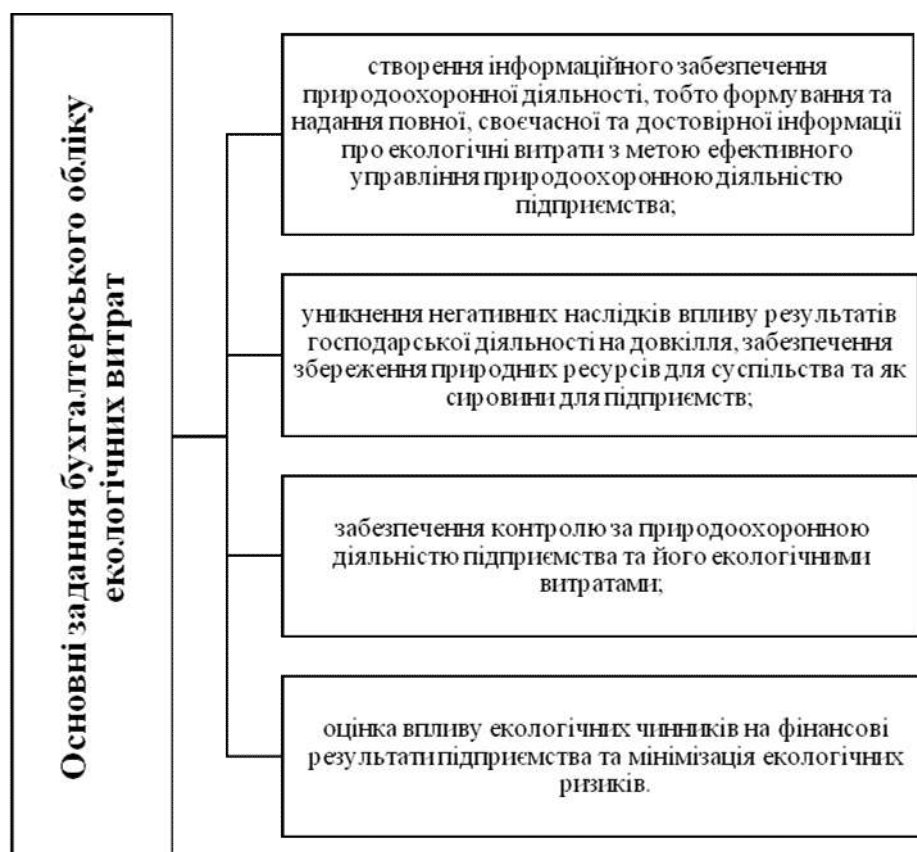 Основні задання бухгалтерського обліку
екологічних витрат
створення інформаційного забезпечення
природоохоронної діяльності, тобто формування та
надання повної, своєчасної та достовірної інформації
про екологічні витрати з метою ефективного
управління природоохоронною діяльністю
підприємства;
уникнення негативних наслідків впливу результатів
господарської діяльності на довкілля, забезпечення
збереження природних ресурсів для суспільства та як
сировини для підприємств;
забезпечення контролю за природоохоронною
діяльністю підприємства та його екологічними
витратами;
оцінка впливу екологічних чинників на фінансові
результати підприємства та мінімізація екологічних
ризиків.